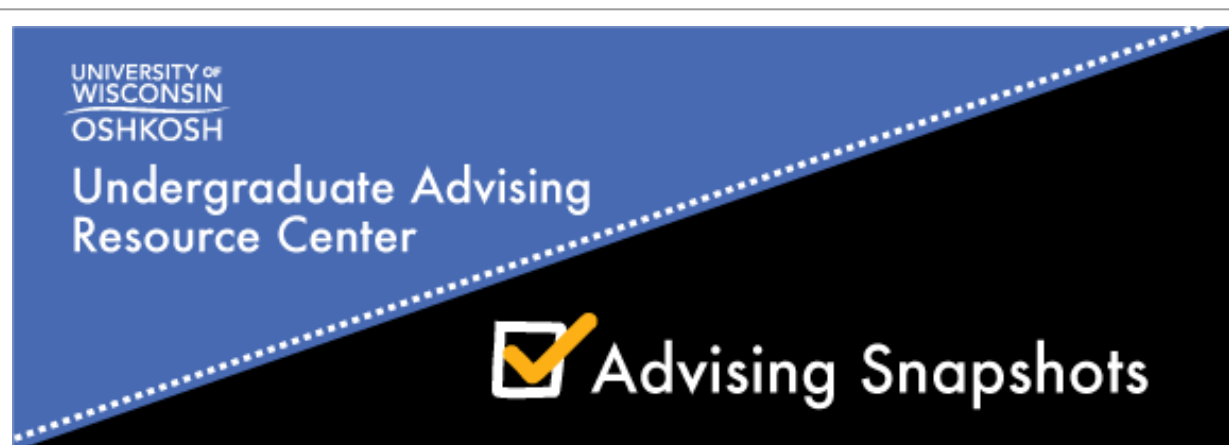 UNIVERSITY OF
WISCONSIN
OSHKOSH
Undergraduate Advising
Resource Center
Advising Snapshots